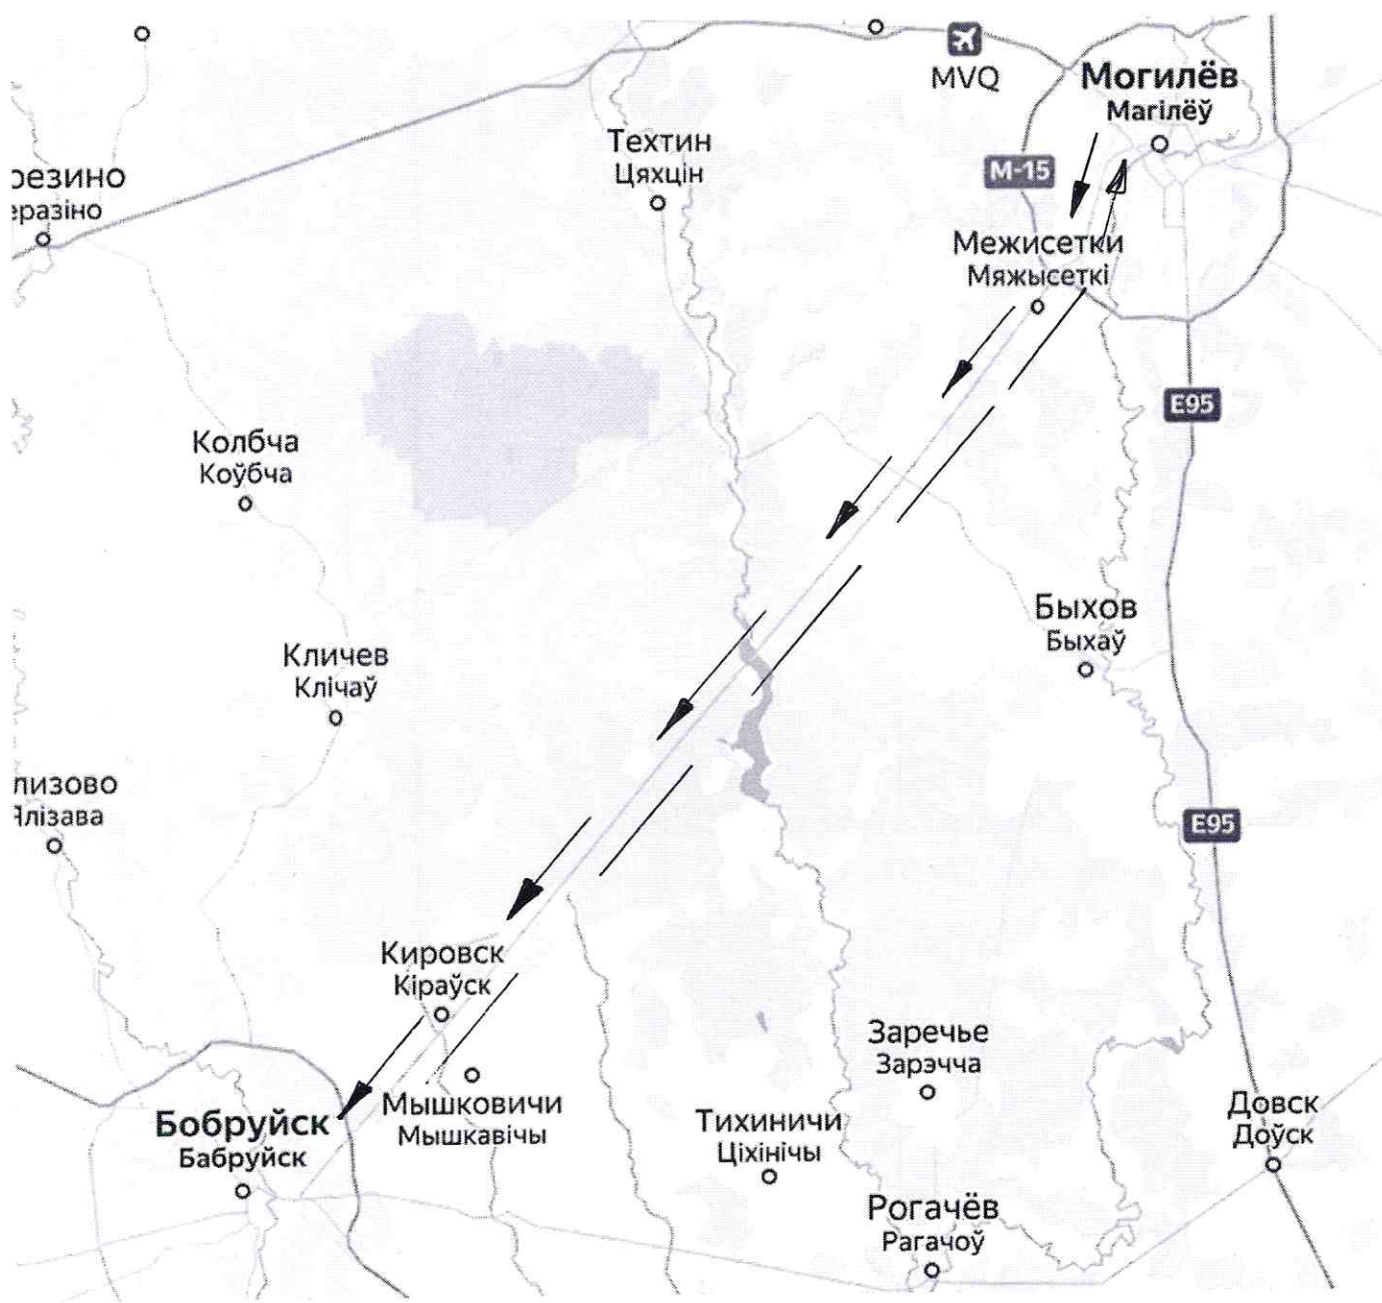 MVQ
Могилёв
Магілёў
Техтин
Цяхцін
М-15
резино
еразіно
Межисетки
Мяжысеткі
E95
Колбча
Коўбча
Быхов
Быхаў
Кличев
Клічаў
лизово
Ялізава
E95
Кировск
Кіраўск
Заречье
Зарэчча
Мышковичи
Мышкавічы
Бобруйск
Бабруйск
Тихиничи
Ціхінічы
Довск
Доўск
Рогачёв
Рагачоў